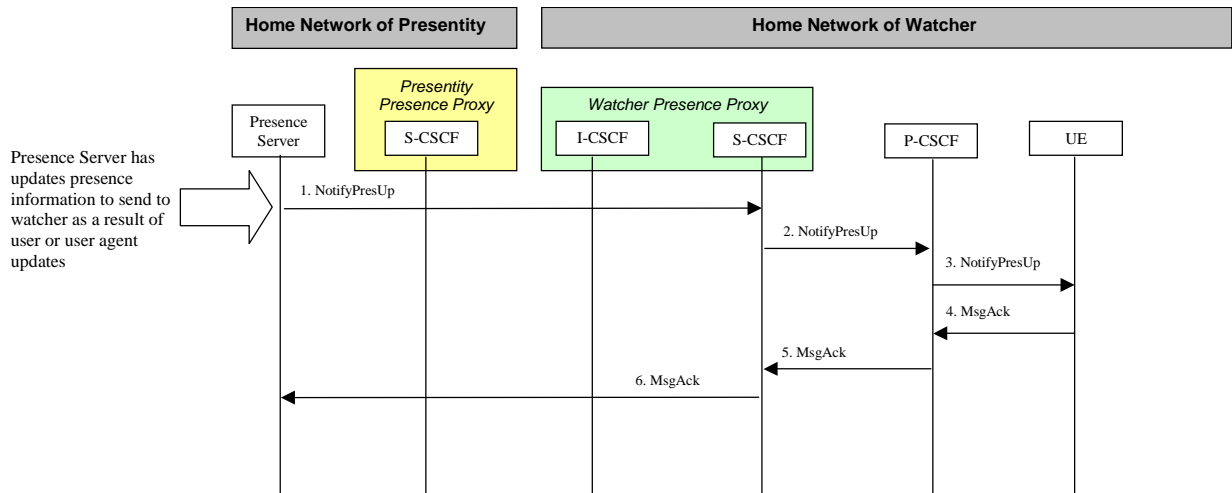 Home Network of Presentity
Home Network of Watcher
Presentity
Presence Proxy
Watcher Presence Proxy
Presence
Server
S-CSCF
I-CSCF
S-CSCF
P-CSCF
UE
Presence Server has
updates presence
information to send to
watcher as a result of
user or user agent
updates
1. NotifyPresUp
2. NotifyPresUp
3. NotifyPresUp
4. MsgAck
5. MsgAck
6. MsgAck